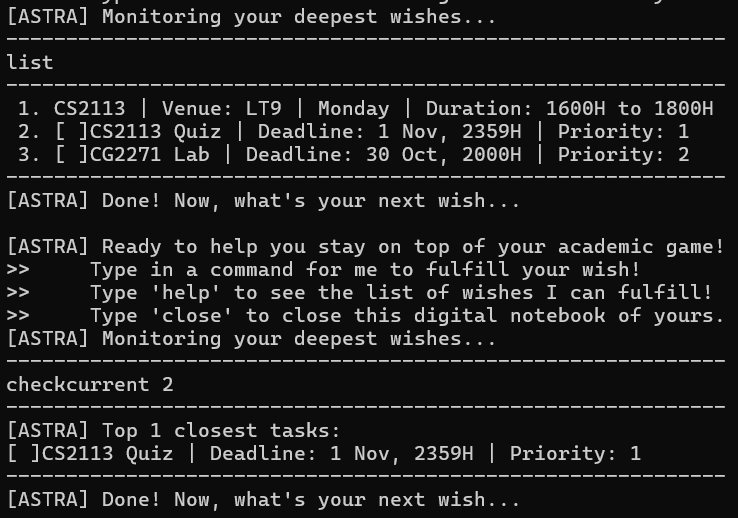 [ASTRA] Monitoring your deepest wishes...
------------------------------------------------------------
list
------------------------------------------------------------
1. CS2113 | Venue: LT9 | Monday | Duration: 1600H to 1800H
2. [ ]CS2113 Quiz | Deadline: 1 Nov, 2359H | Priority: 1
3. [ ]CG2271 Lab | Deadline: 30 Oct, 2000H | Priority: 2
------------------------------------------------------------
[ASTRA] Done! Now, what's your next wish...
[ASTRA] Ready to help you stay on top of your academic game!
>>     Type in a command for me to fulfill your wish!
>>     Type 'help' to see the list of wishes I can fulfill!
>>     Type 'close' to close this digital notebook of yours.
[ASTRA] Monitoring your deepest wishes...
------------------------------------------------------------
checkcurrent 2
------------------------------------------------------------
[ASTRA] Top 1 closest tasks:
[ ]CS2113 Quiz | Deadline: 1 Nov, 2359H | Priority: 1
------------------------------------------------------------
[ASTRA] Done! Now, what's your next wish...